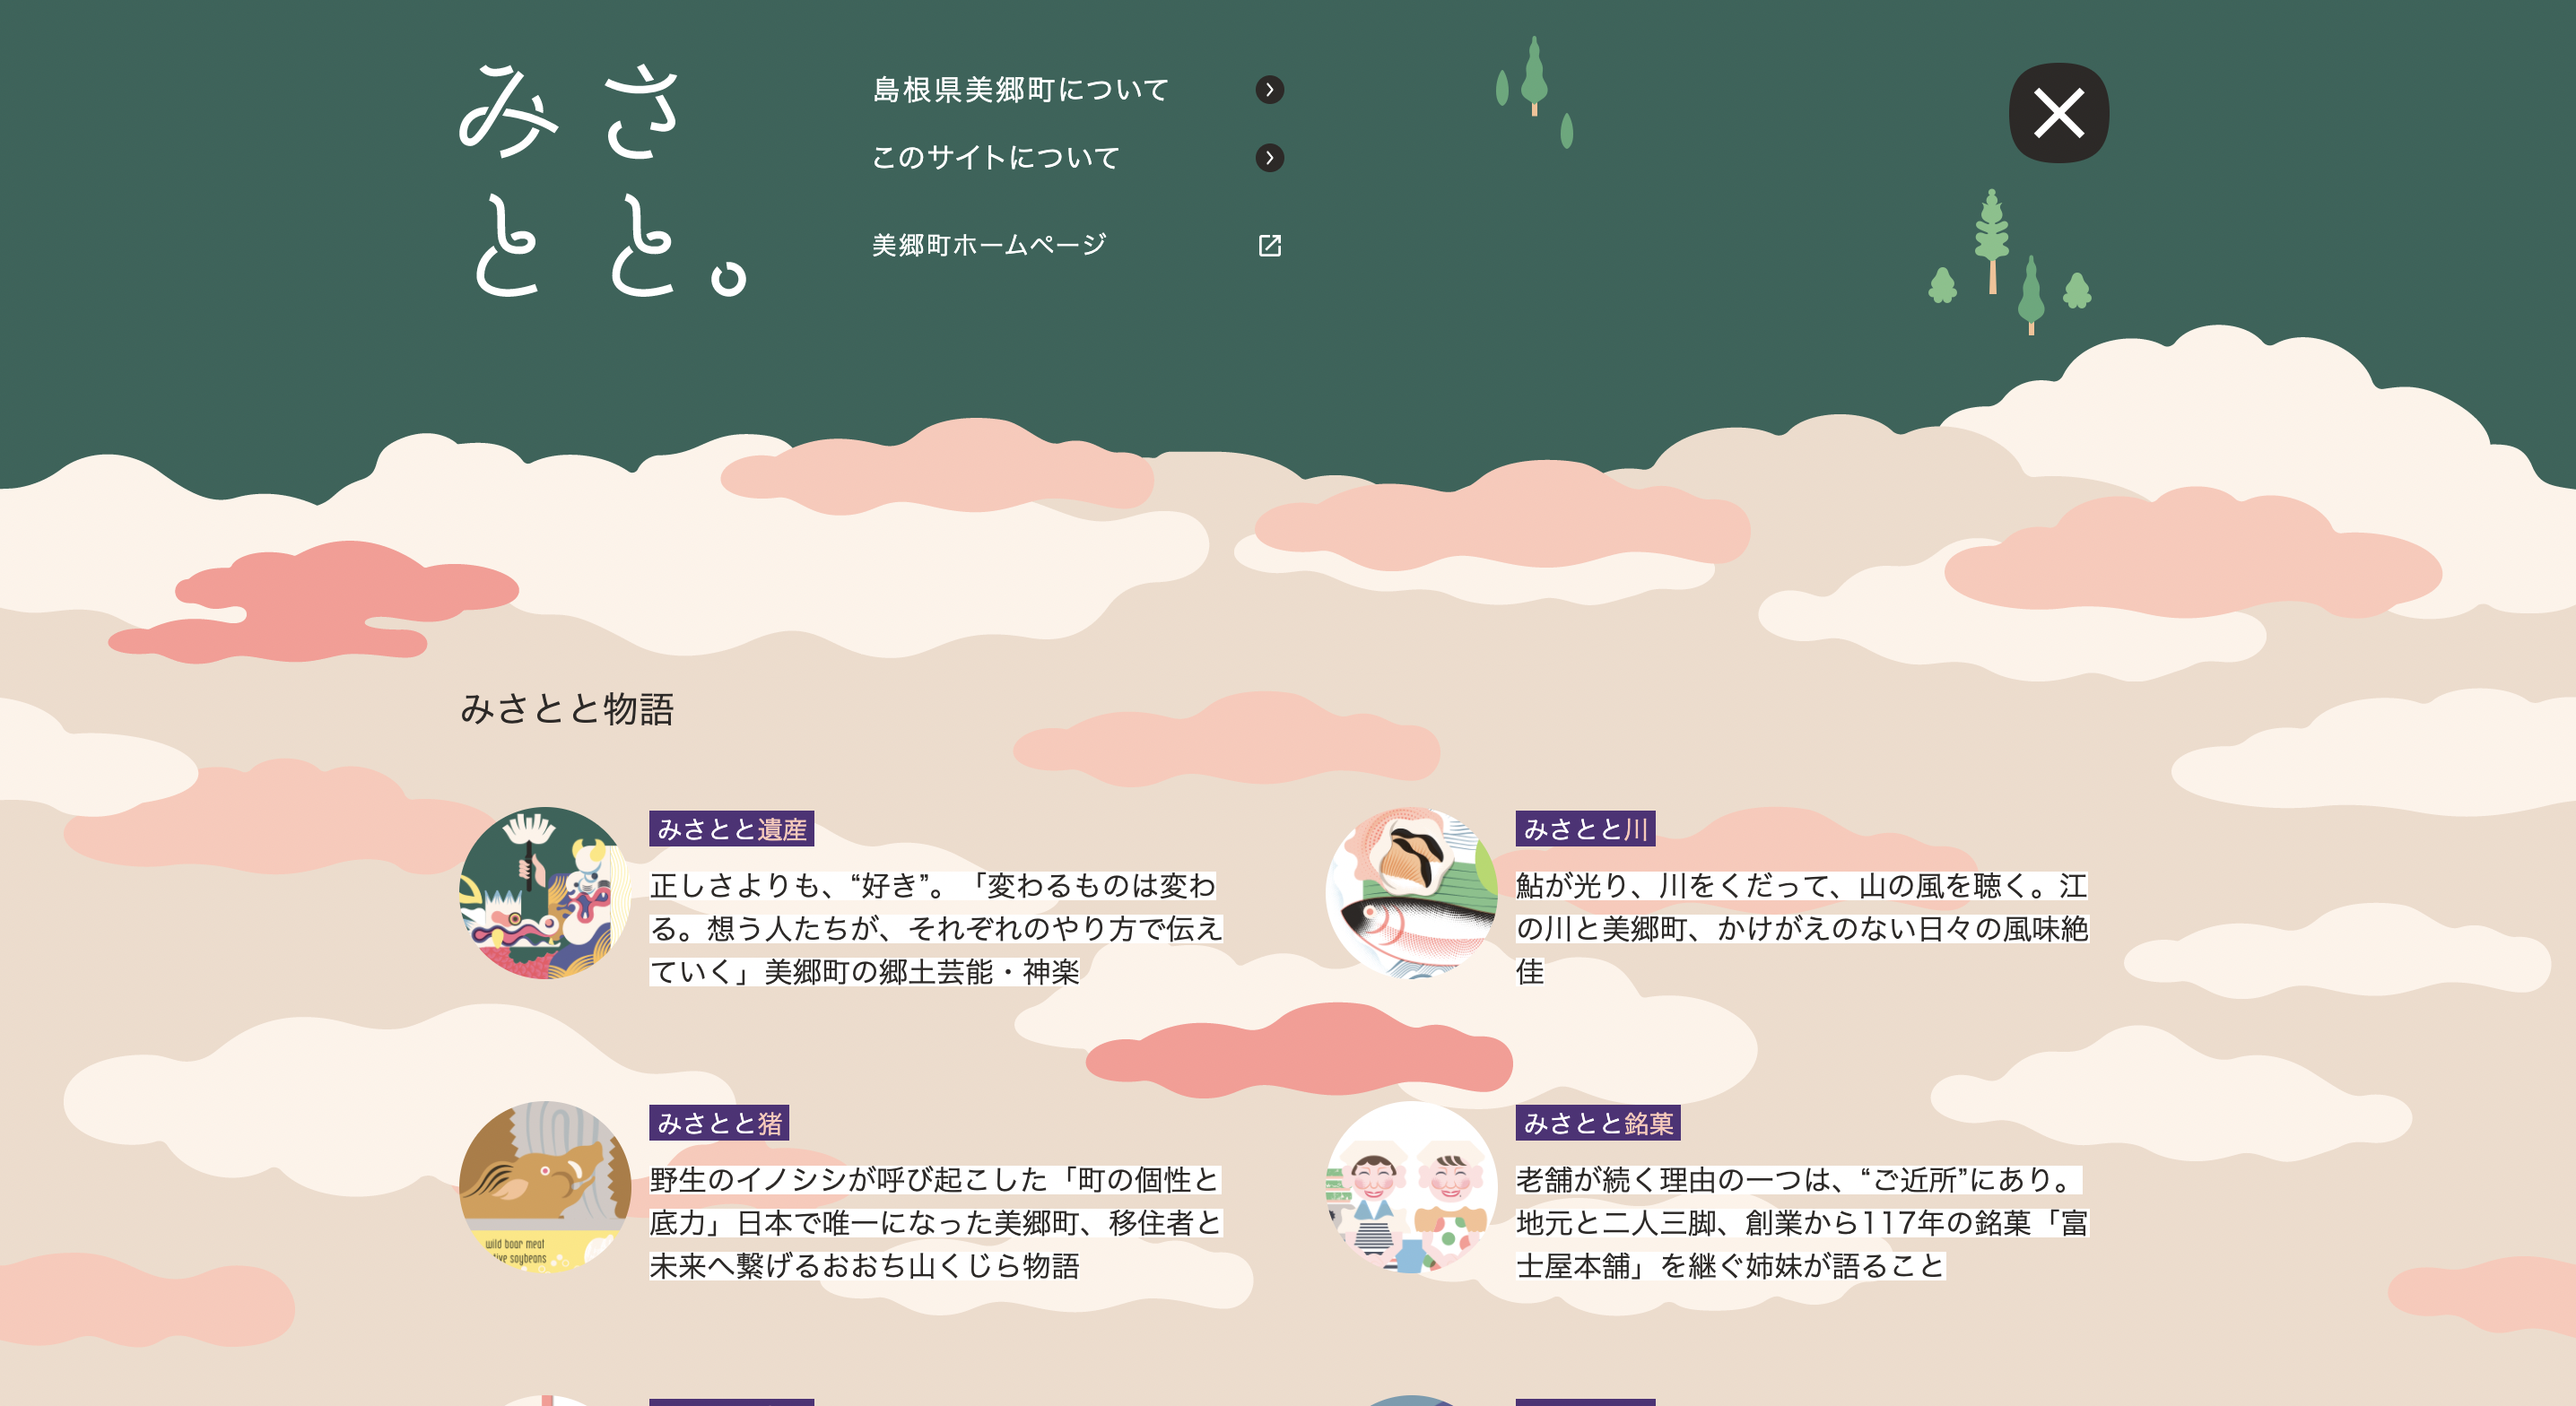 みさ
とと。
島根県美郷町について
このサイトについて
美郷町ホームページ
みさとと物語
みさとと遺産
正しさよりも、“好き”。「変わるものは変わ
る。想う人たちが、それぞれのやり方で伝え
ていく」美郷町の郷土芸能・神楽
みさとと川
鮎が光り、川をくだって、山の風を聴く。江
の川と美郷町、かけがえのない日々の風味絶
佳
wild boar meat
soybeans
みさとと猪
野生のイノシシが呼び起こした「町の個性と
底力」日本で唯一になった美郷町、移住者と
未来へ繋げるおおち山くじら物語
みさとと銘菓
老舗が続く理由の一つは、“ご近所”にあり。
地元と二人三脚、創業から117年の銘菓「富
士屋本舗」を継ぐ姉妹が語ること